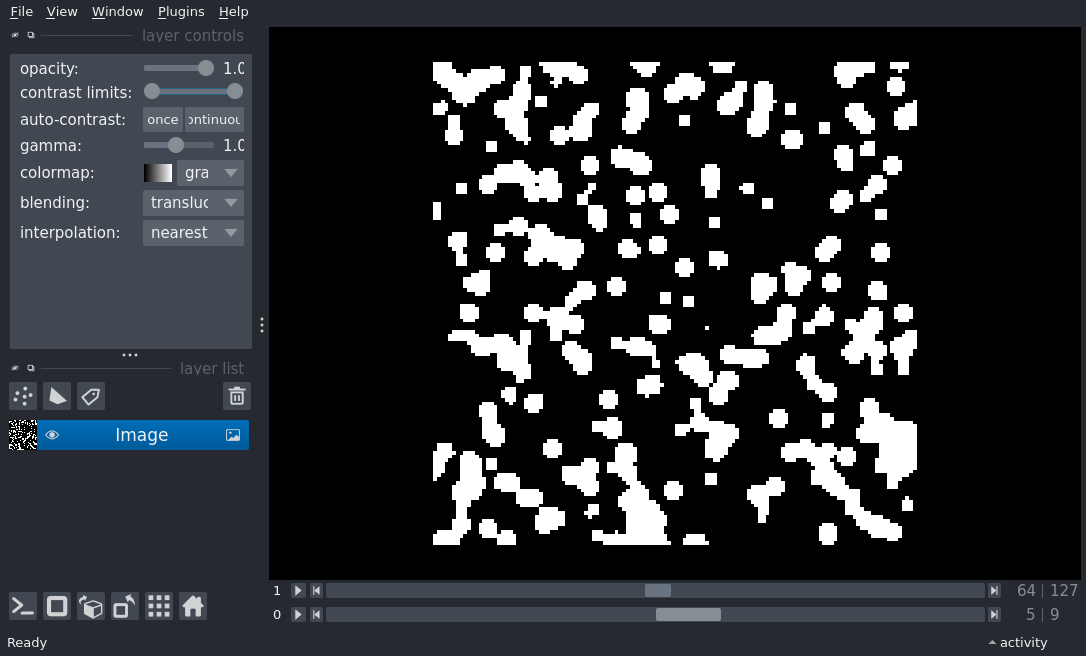 File View Window Plugins Help
layer controls
opacity: 1.0
contrast limits:
auto-contrast: once ontinuou
gamma: 1.0
colormap: gra
blending: transluc
interpolation: nearest
layer list
Image
1 64 | 127
0 5 | 9
Ready activity